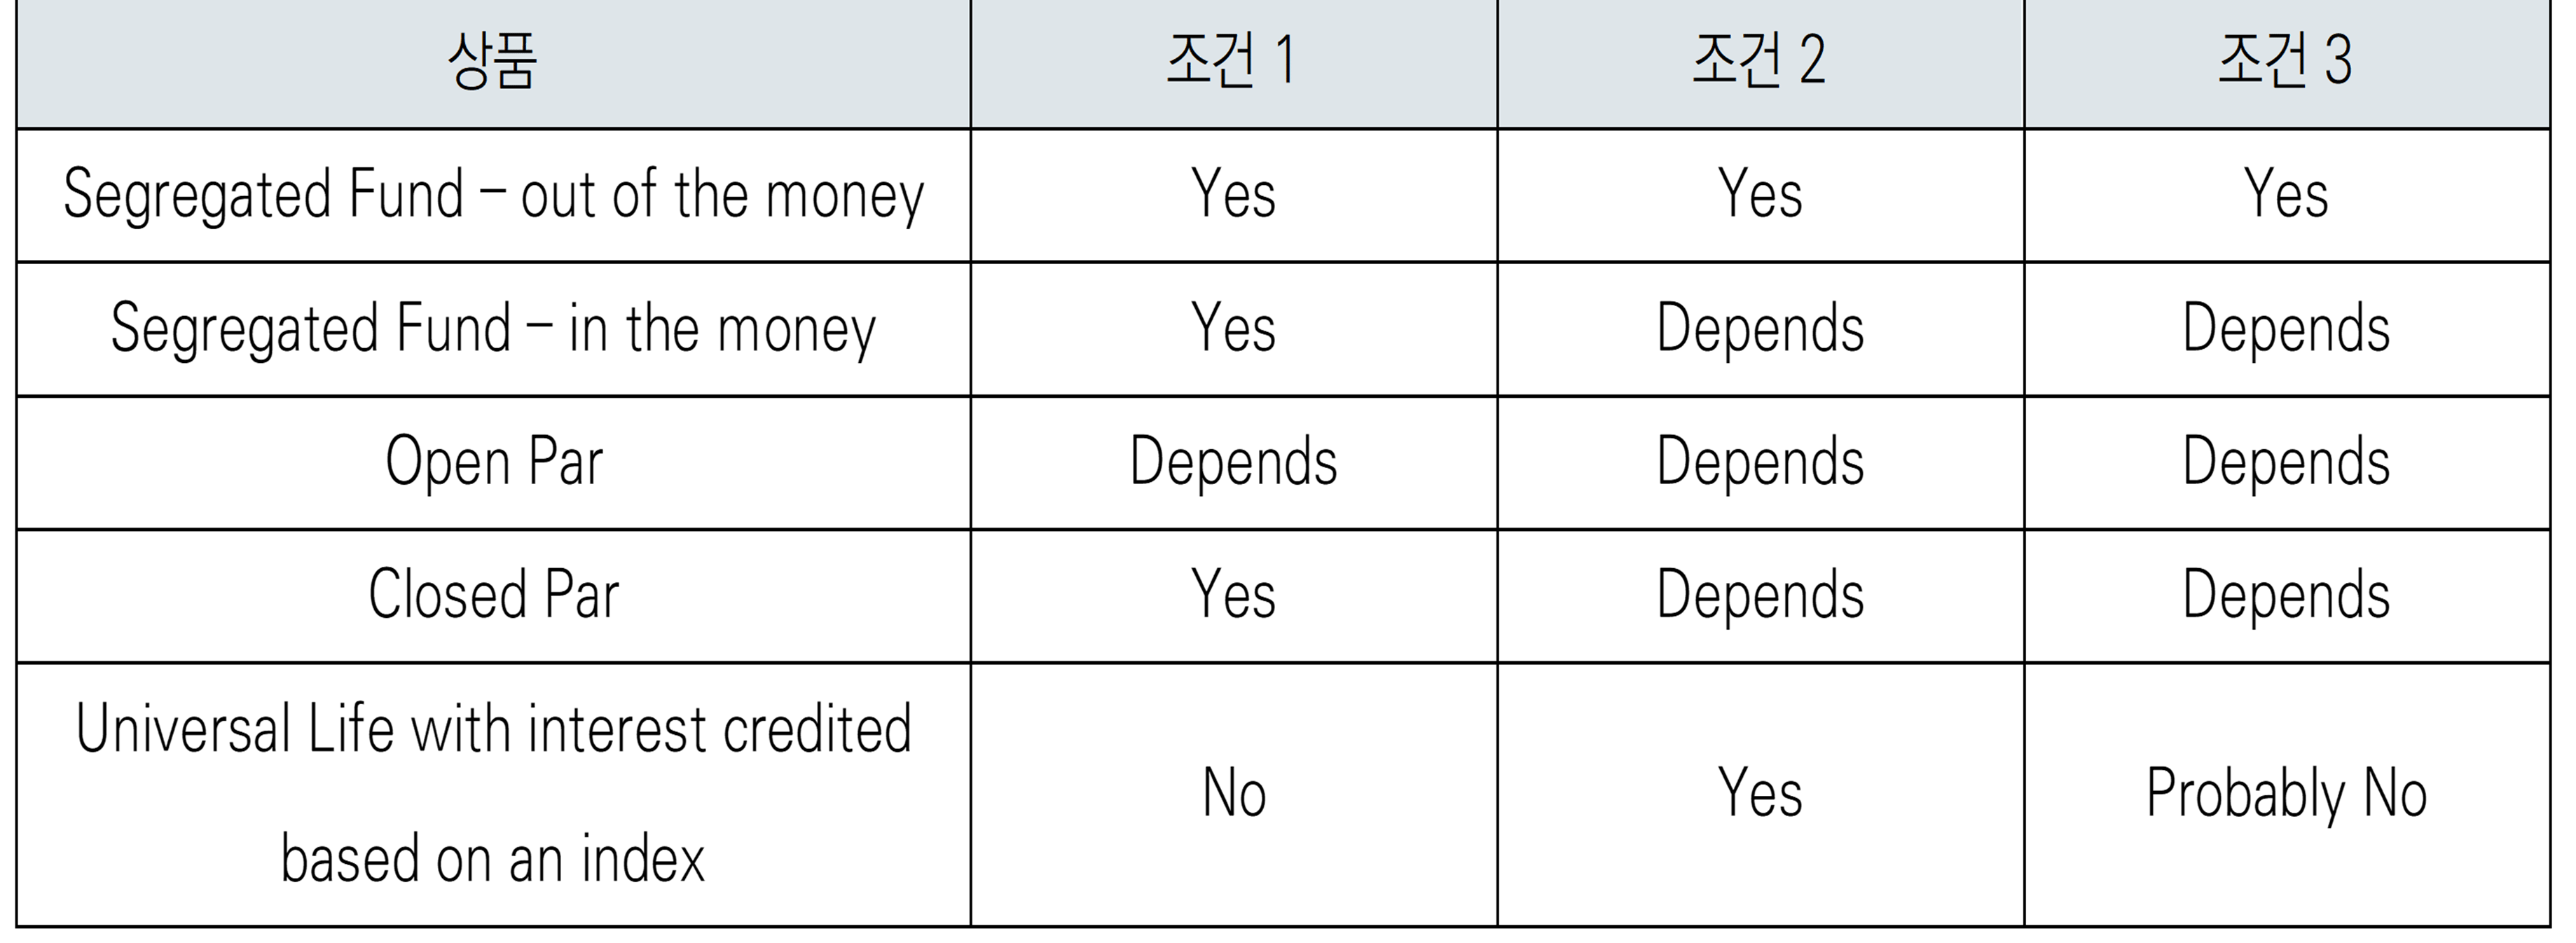 상품 조건 1 조건 2 조건 3
Segregated Fund – out of the money Yes Yes Yes
Segregated Fund – in the money Yes Depends Depends
Open Par Depends Depends Depends
Closed Par Yes Depends Depends
Universal Life with interest credited
based on an index No Yes Probably No